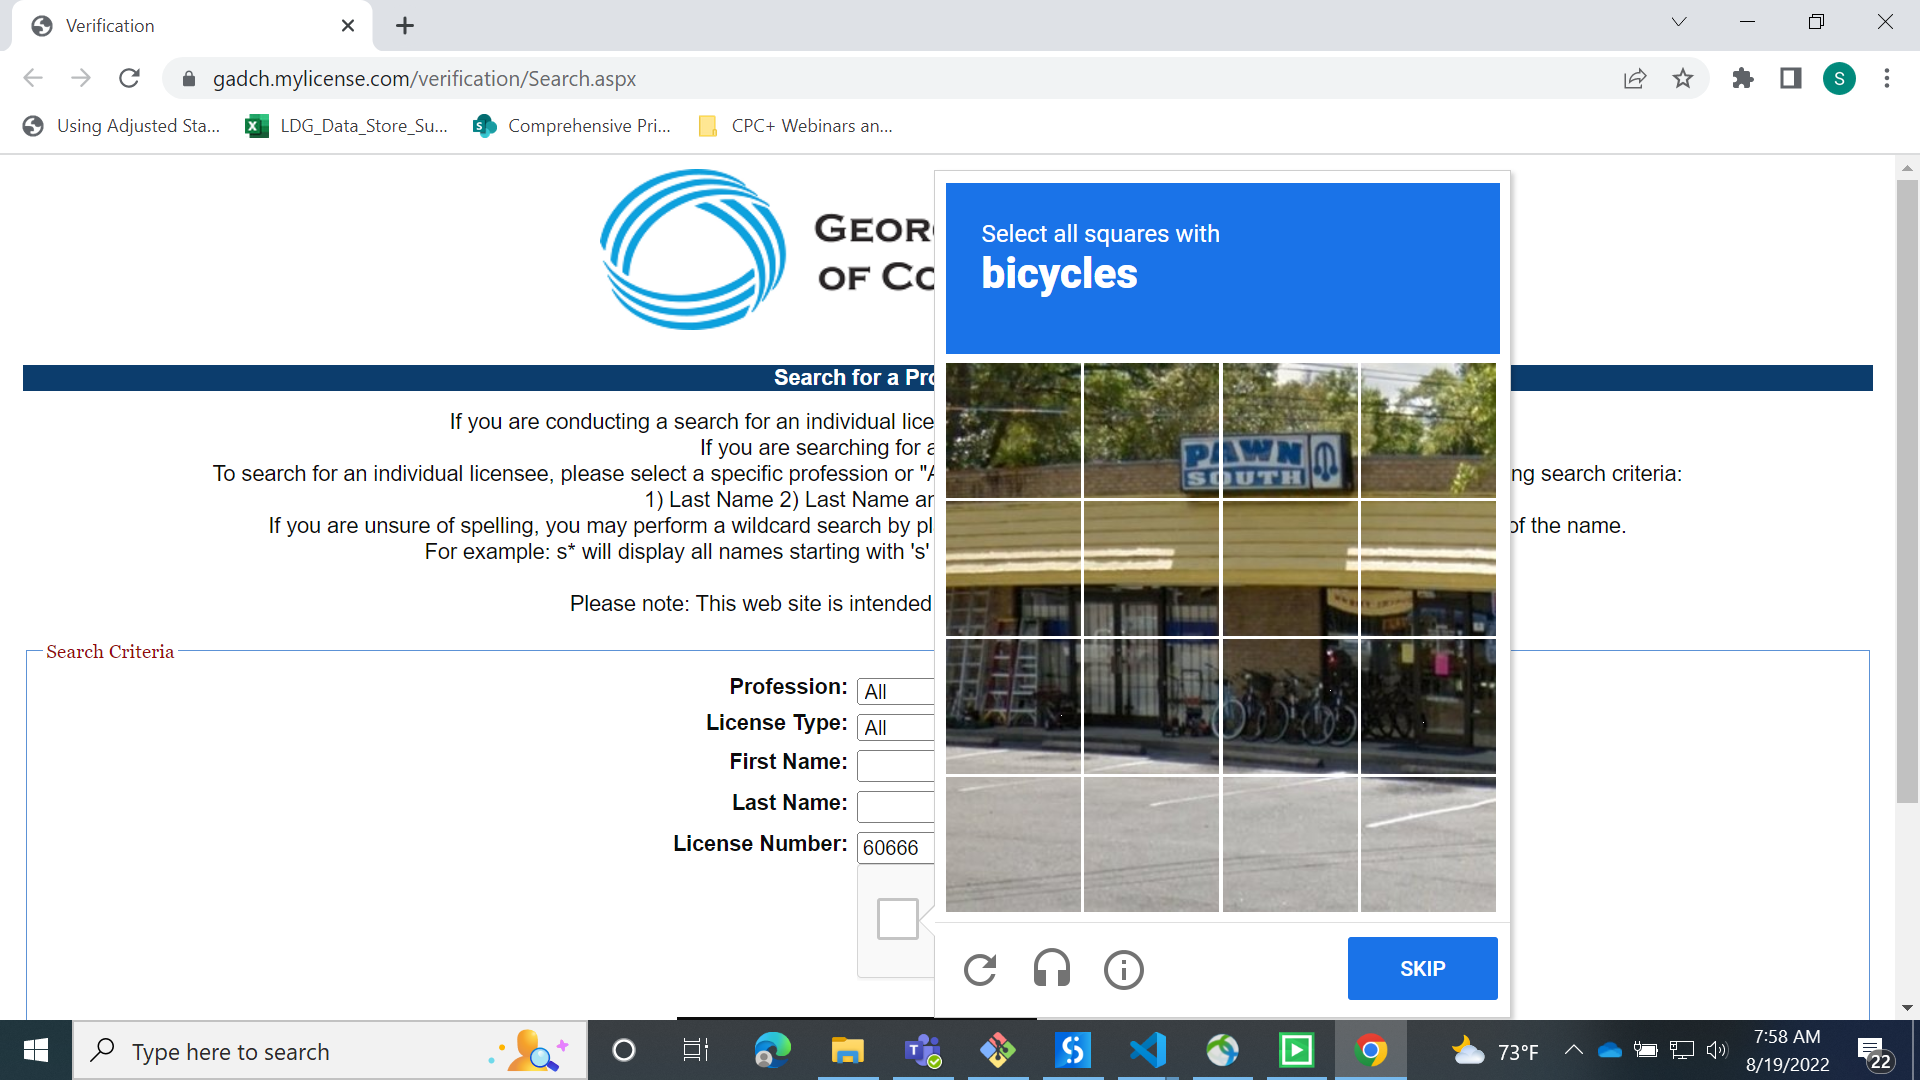 Verification
gadch.mylicense.com/verification/Search.aspx
S
Using Adjusted Sta...
LDG_Data_Store_Su...
Comprehensive Pri...
CPC+ Webinars an...
GEOR
OF CO
Select all squares with
bicycles
PAWN
SOUTH
Search for a Pro
If you are conducting a search for an individual lice
If you are searching for a
To search for an individual licensee, please select a specific profession or "A
ng search criteria:
1) Last Name 2) Last Name an
If you are unsure of spelling, you may perform a wildcard search by pl
of the name.
For example: s* will display all names starting with 's'
Please note: This web site is intended
Search Criteria
Profession: All
License Type: All
First Name:
Last Name:
License Number: 60666
SKIP
Type here to search
73°F
7:58 AM
8/19/2022
22